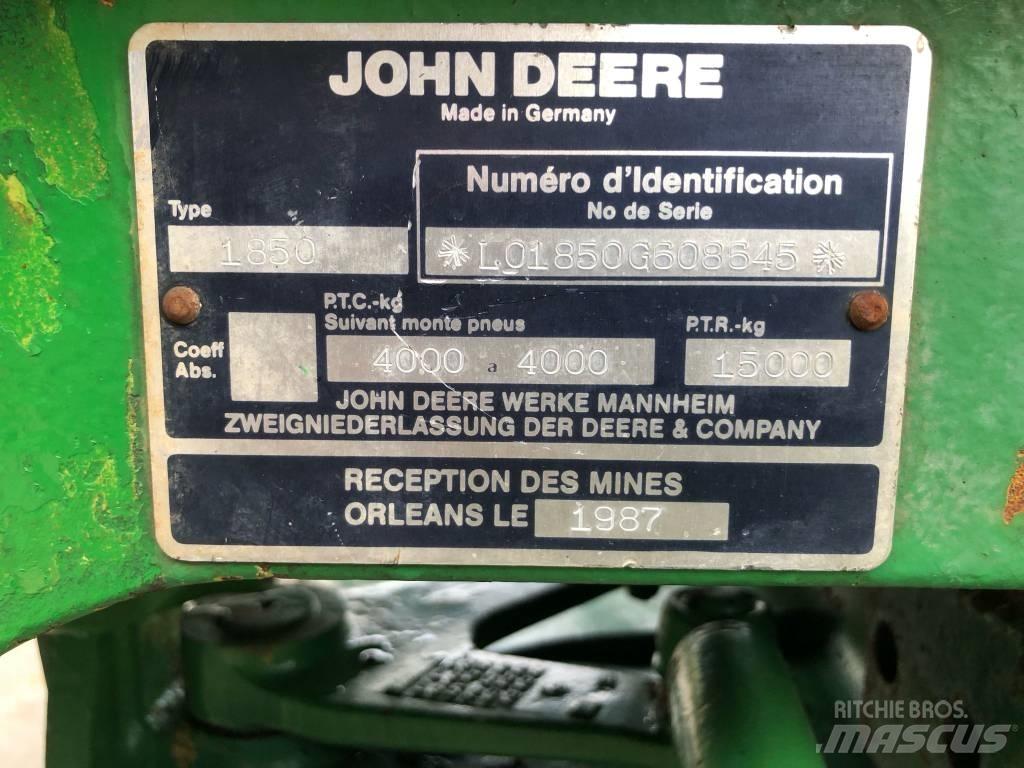 JOHN DEERE
Made in Germany
Numéro d'Identification
No de Serie
Type
1850
* L01850G608645 *
P.T.C.-kg
Suivant monte pneus
P.T.R.-kg
Coeff
Abs.
4000 a 4000
15000
JOHN DEERE WERKE MANNHEIM
ZWEIGNIEDERLASSUNG DER DEERE & COMPANY
RECEPTION DES MINES
ORLEANS LE 1987
RITCHIE BROS.
MASCUS